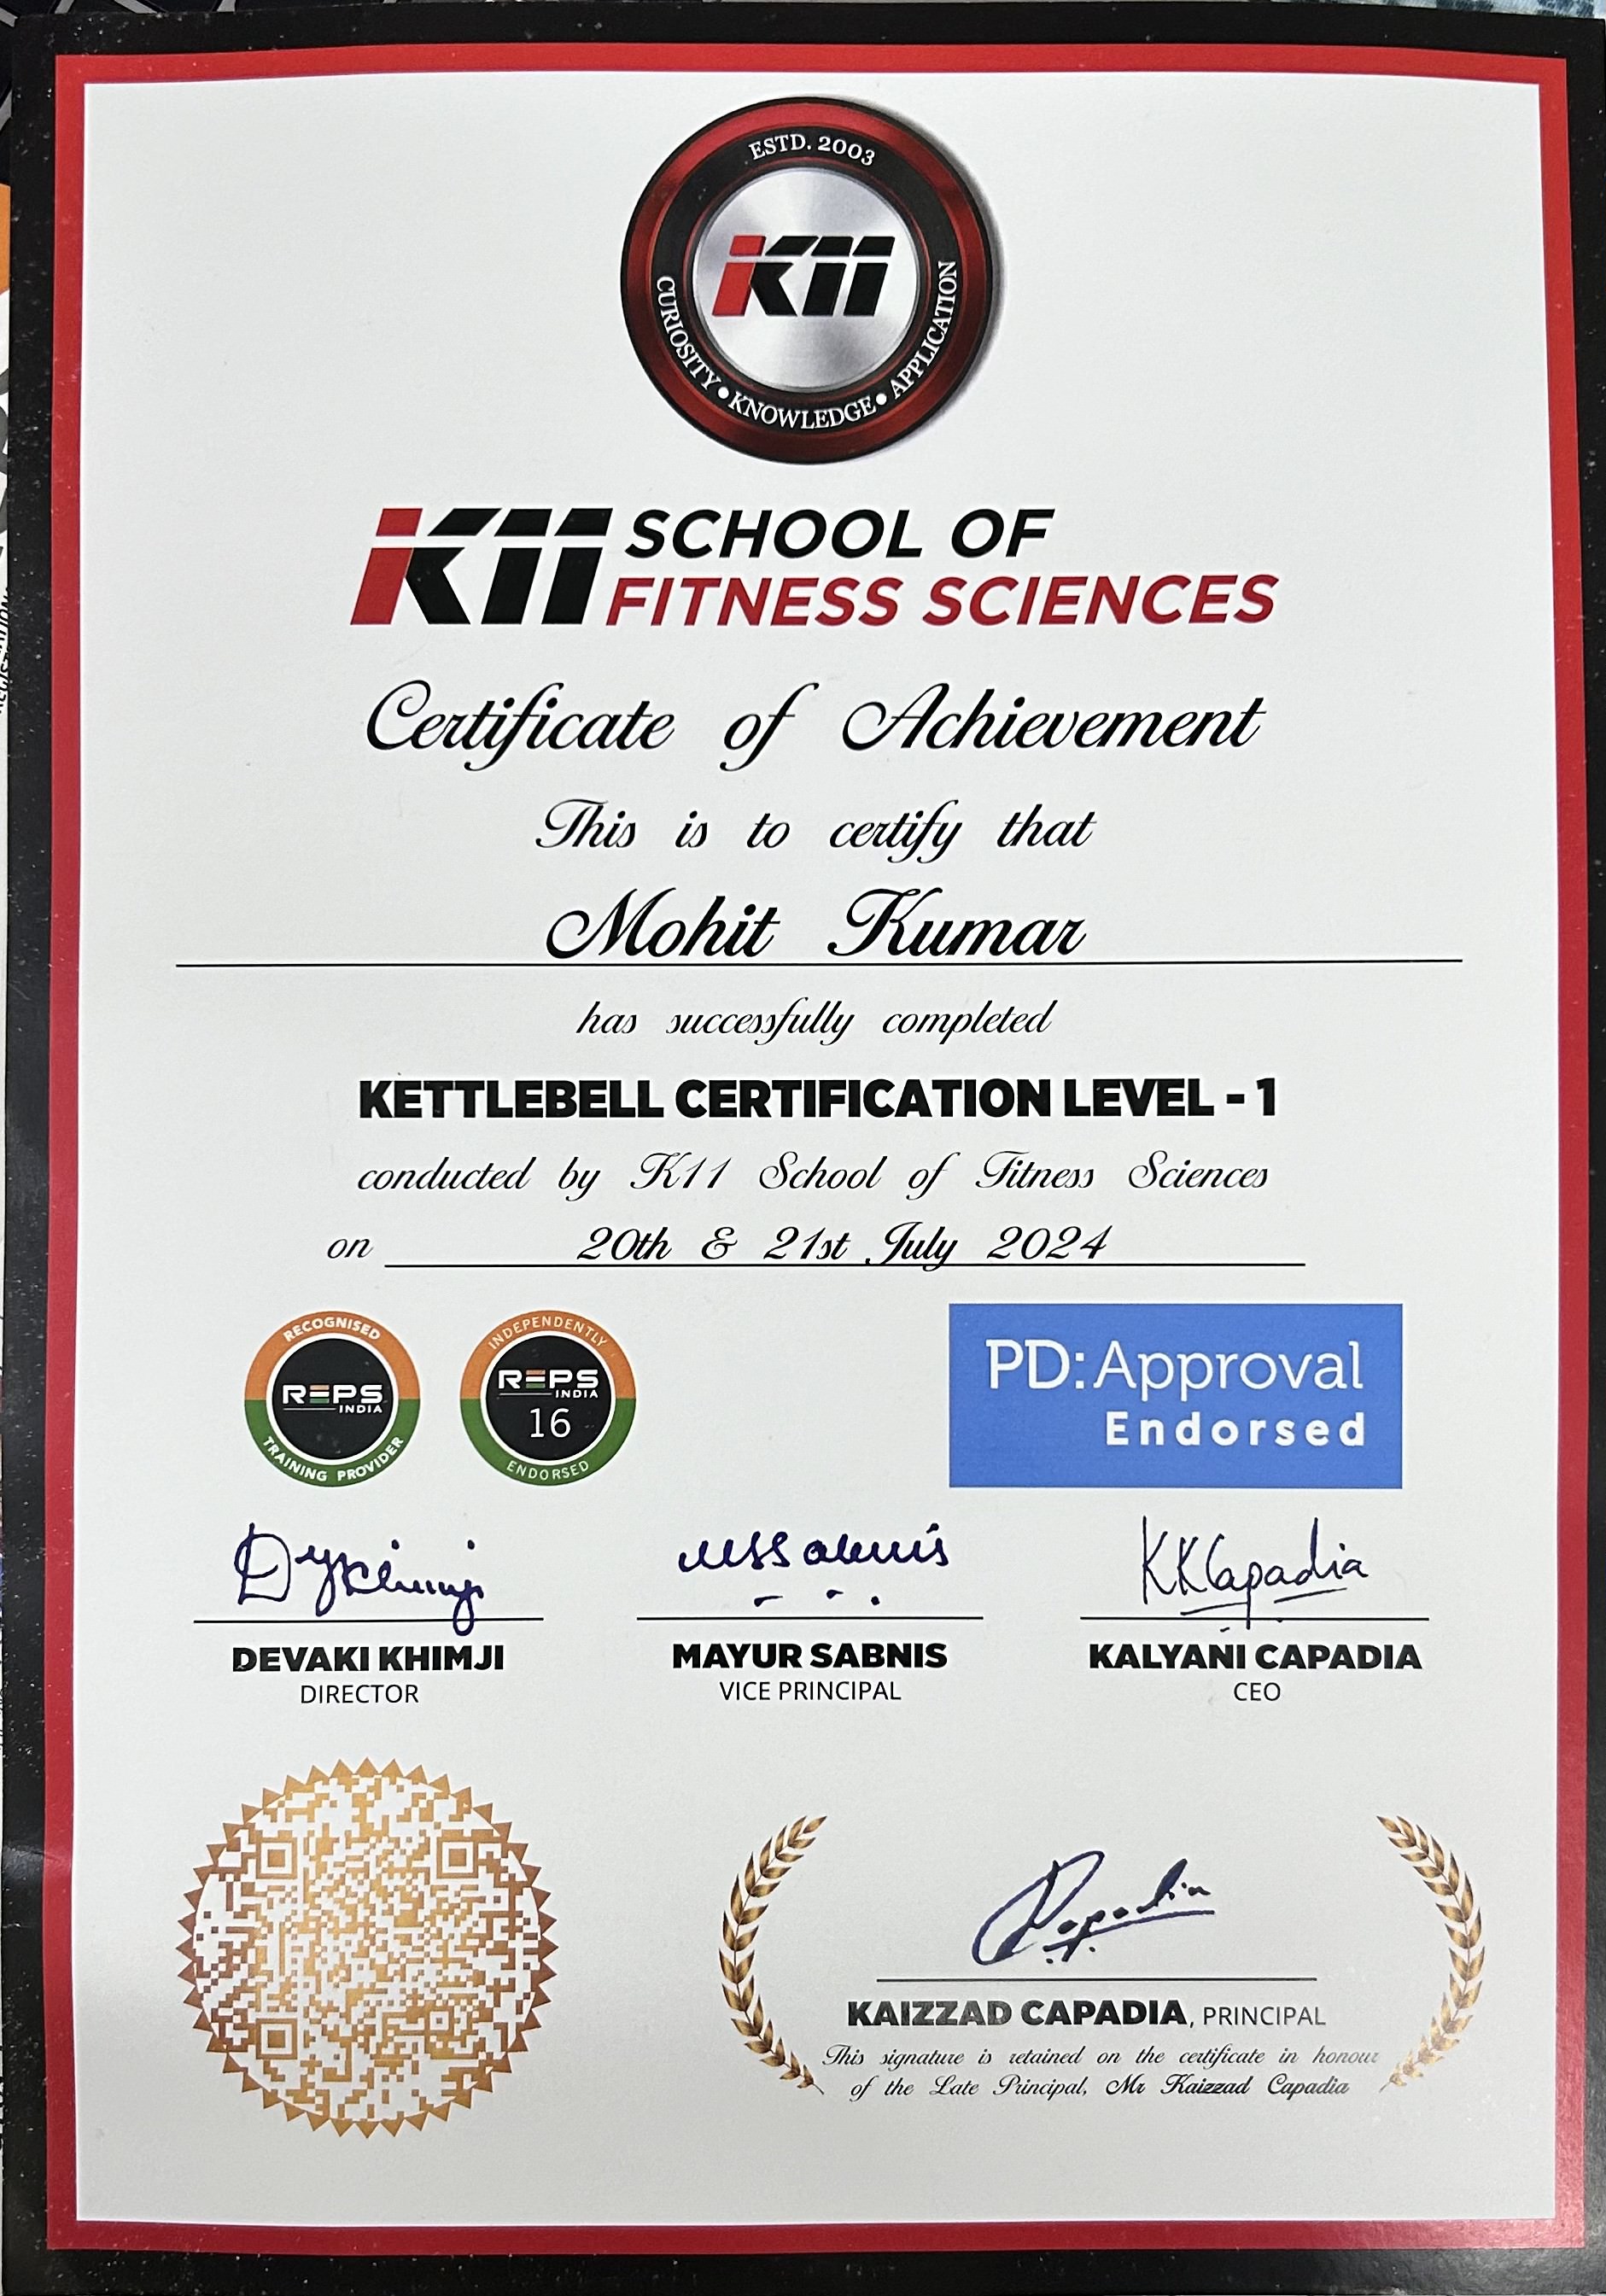 ESTD. 2003
K11
CURIOSITY • KNOWLEDGE • APPLICATION
K11 SCHOOL OF
FITNESS SCIENCES
Certificate of Achievement
This is to certify that
Mohit Kumar
has successfully completed
KETTLEBELL CERTIFICATION LEVEL - 1
conducted by K11 School of Fitness Sciences
on 20th & 21st July 2024
RECOGNISED
REPS
INDIA
TRAINING PROVIDER
INDEPENDENTLY
REPS
INDIA
16
ENDORSED
PD:Approval
Endorsed
KKCapadia
DEVAKI KHIMJI
DIRECTOR
MAYUR SABNIS
VICE PRINCIPAL
KALYANI CAPADIA
CEO
KAIZZAD CAPADIA, PRINCIPAL
This signature is retained on the certificate in honour
of the Late Principal, Mr Kaizzad Capadia